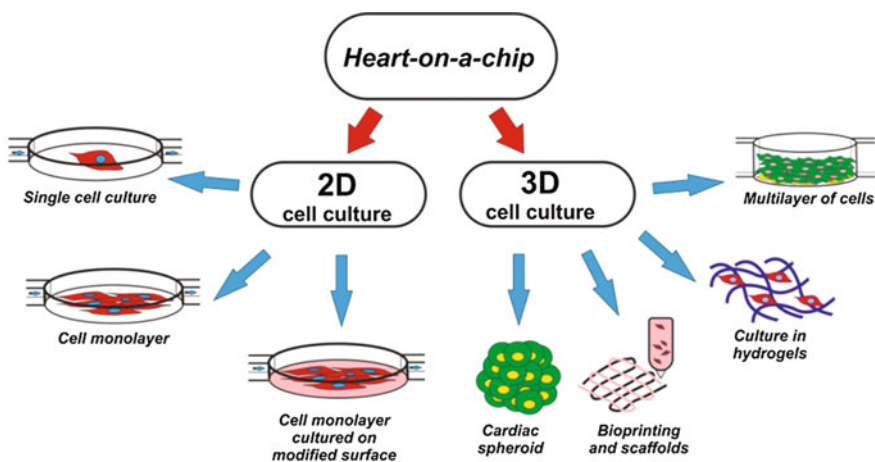 Heart-on-a-chip
2D
cell culture
3D
cell culture
Single cell culture
Multilayer of cells
Cell monolayer
Culture in
hydrogels
Cell monolayer
cultured on
modified surface
Cardiac
spheroid
Bioprinting
and scaffolds